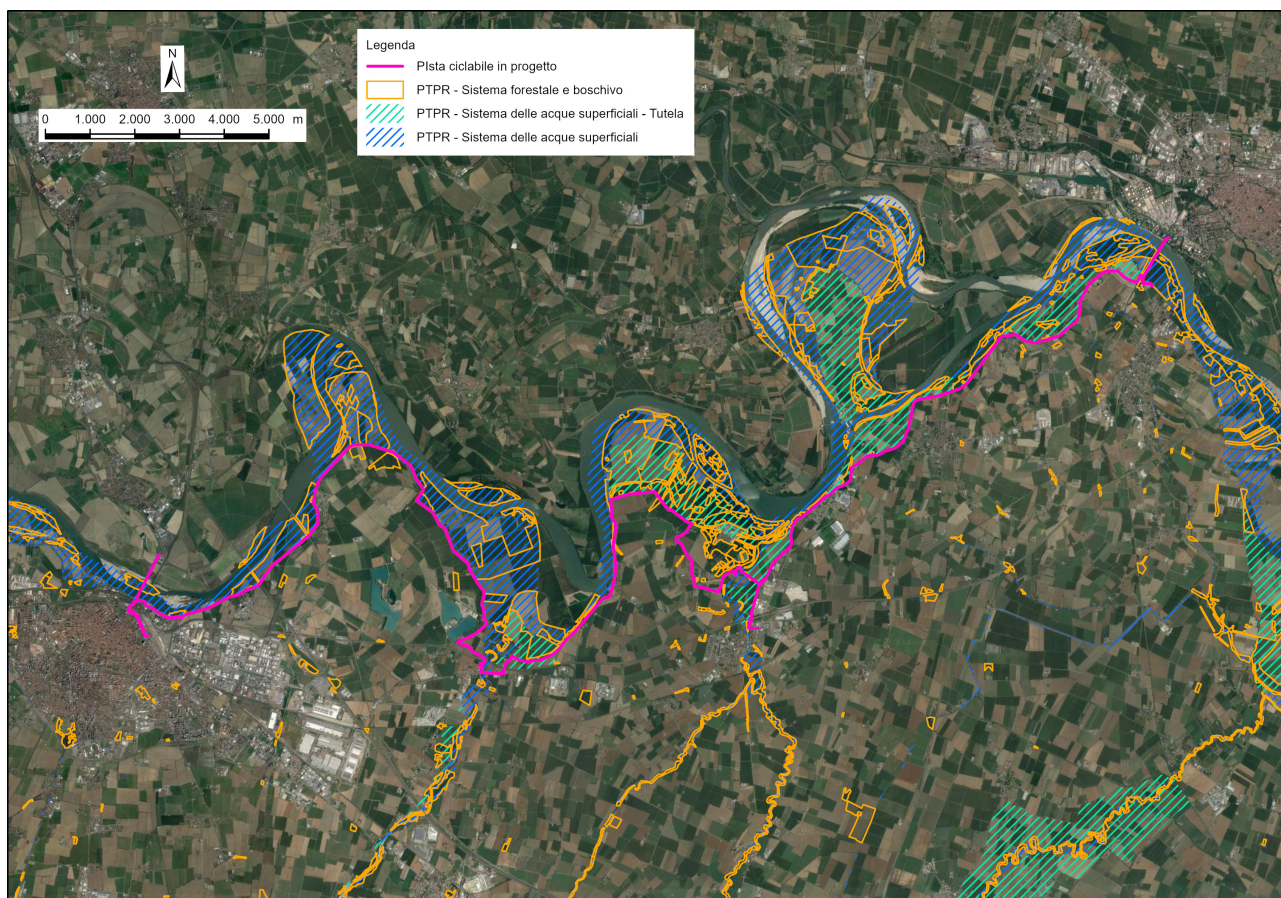 N
0 1.000 2.000 3.000 4.000 5.000 m
Legenda
PIsta ciclabile in progetto
PTPR - Sistema forestale e boschivo
PTPR - Sistema delle acque superficiali - Tutela
PTPR - Sistema delle acque superficiali